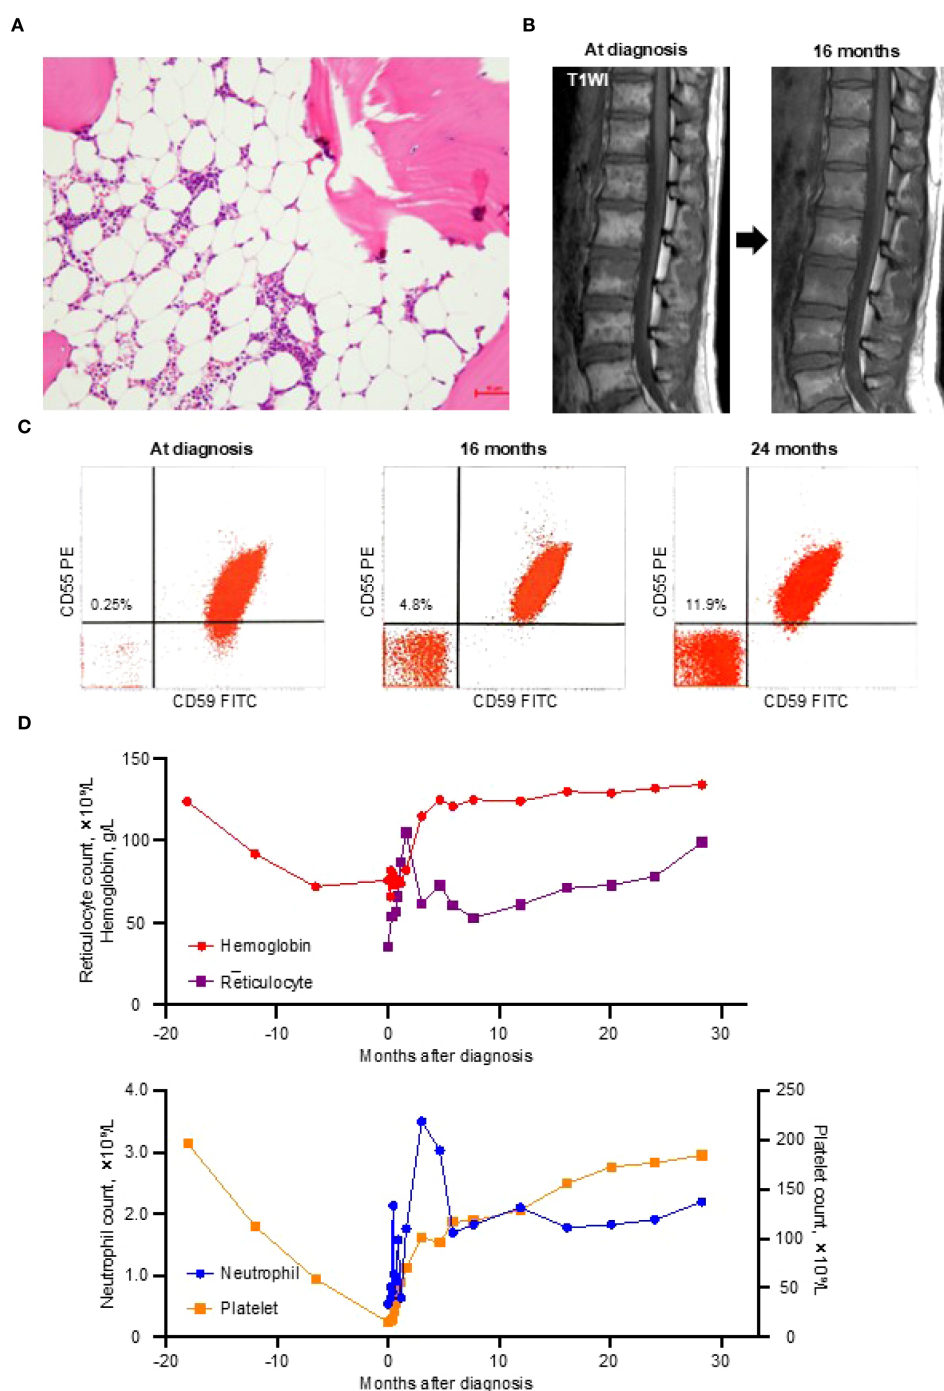 A
B
At diagnosis
16 months
T1WI
C
At diagnosis
16 months
24 months
CD55 PE
0.25%
CD59 FITC
CD55 PE
4.8%
CD59 FITC
CD55 PE
11.9%
CD59 FITC
D
Reticulocyte count, ×10⁹/L
Hemoglobin, g/L
150
100
50
0
Hemoglobin
Reticulocyte
-20
-10
0
10
20
30
Months after diagnosis
Neutrophil count, ×10⁹/L
4.0
3.0
2.0
1.0
0
Neutrophil
Platelet
250
200
150
100
50
0
Platelet count, ×10⁹/L
-20
-10
0
10
20
30
Months after diagnosis